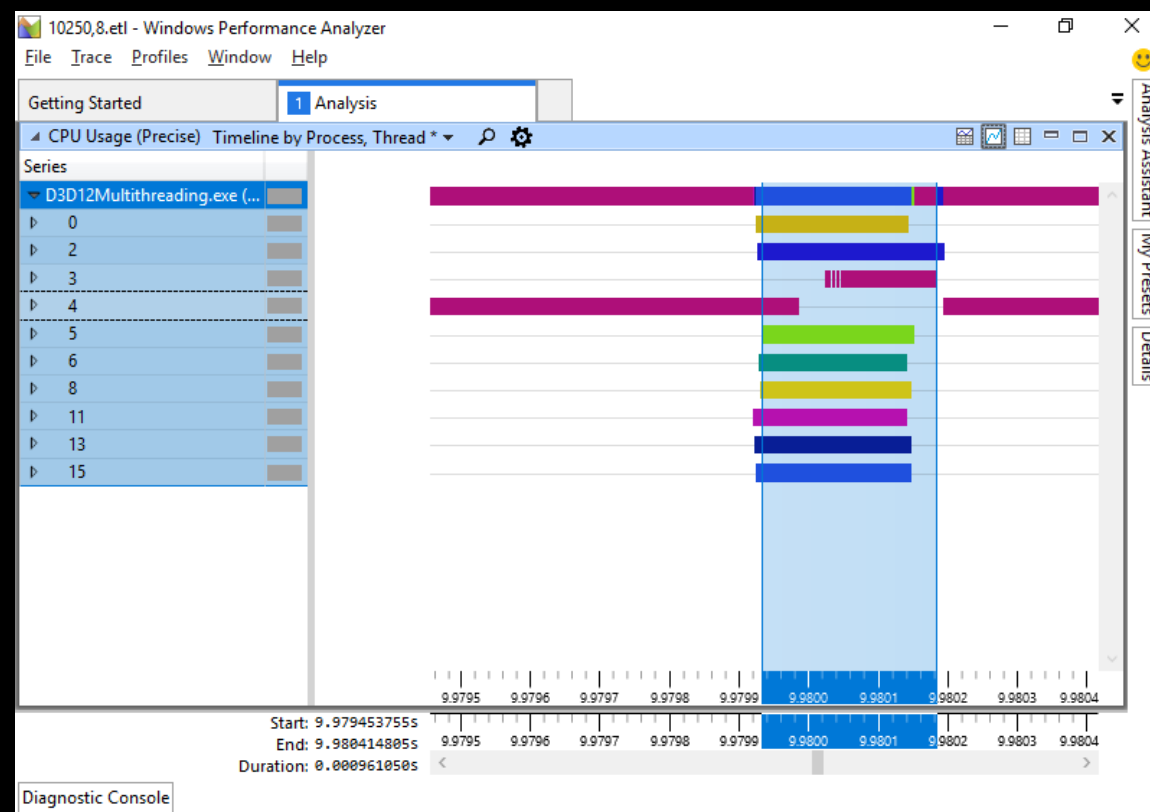 10250,8.etl - Windows Performance Analyzer
File Trace Profiles Window Help
Getting Started
1 Analysis
CPU Usage (Precise) Timeline by Process, Thread *
Series
D3D12Multithreading.exe (...
0
2
3
4
5
6
8
11
13
15
9.9795 9.9796 9.9797 9.9798 9.9799 9.9800 9.9801 9.9802 9.9803 9.9804
Start: 9.979453755s
9.9795 9.9796 9.9797 9.9798 9.9799 9.9800 9.9801 9.9802 9.9803 9.9804
End: 9.980414805s
Duration: 0.000961050s
Diagnostic Console
Analysis Assistant
My Presets
Details